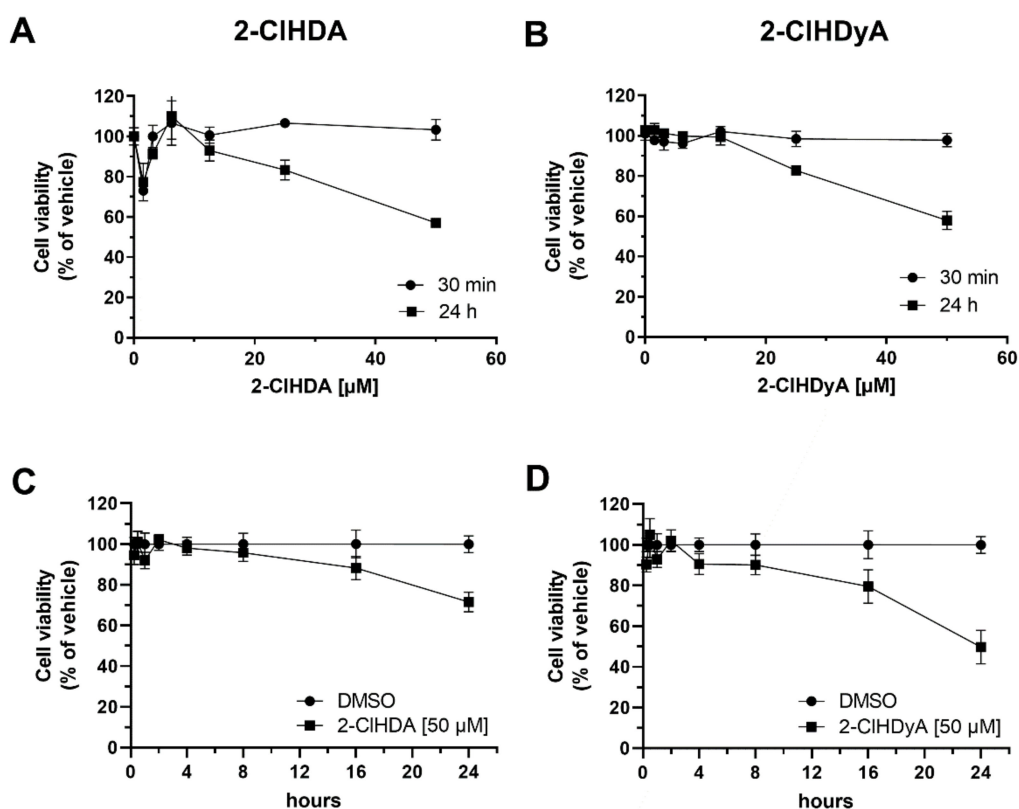 A
2-ClHDA
B
2-ClHDyA
120
100
80
60
40
20
0
Cell viability
(% of vehicle)
30 min
24 h
0
20
40
60
2-ClHDA [µM]
120
100
80
60
40
20
0
Cell viability
(% of vehicle)
30 min
24 h
0
20
40
60
2-ClHDyA [µM]
C
120
100
80
60
40
20
0
Cell viability
(% of vehicle)
DMSO
2-ClHDA [50 µM]
0
4
8
12
16
20
24
hours
D
120
100
80
60
40
20
0
Cell viability
(% of vehicle)
DMSO
2-ClHDyA [50 µM]
0
4
8
12
16
20
24
hours